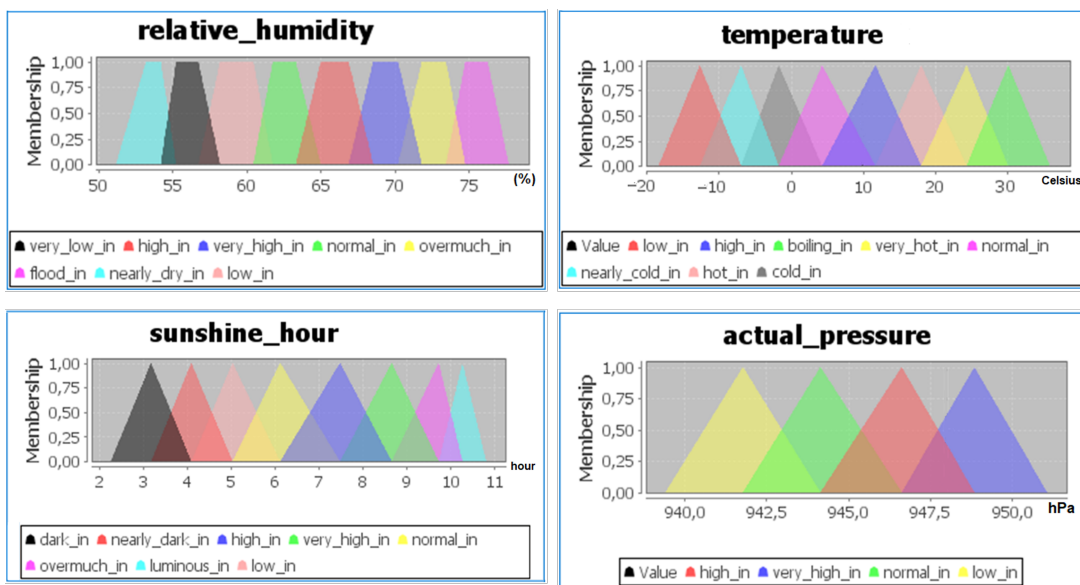 relative_humidity
Membership
1,00
0,75
0,50
0,25
0,00
50 55 60 65 70 75
(%)
very_low_in high_in very_high_in normal_in overmuch_in
flood_in nearly_dry_in low_in
temperature
Membership
1,00
0,75
0,50
0,25
0,00
−20 −10 0 10 20 30
Celsius
Value low_in high_in boiling_in very_hot_in normal_in
nearly_cold_in hot_in cold_in
sunshine_hour
Membership
1,00
0,75
0,50
0,25
0,00
2 3 4 5 6 7 8 9 10 11
hour
dark_in nearly_dark_in high_in very_high_in normal_in
overmuch_in luminous_in low_in
actual_pressure
Membership
1,00
0,75
0,50
0,25
0,00
940,0 942,5 945,0 947,5 950,0
hPa
Value high_in very_high_in normal_in low_in